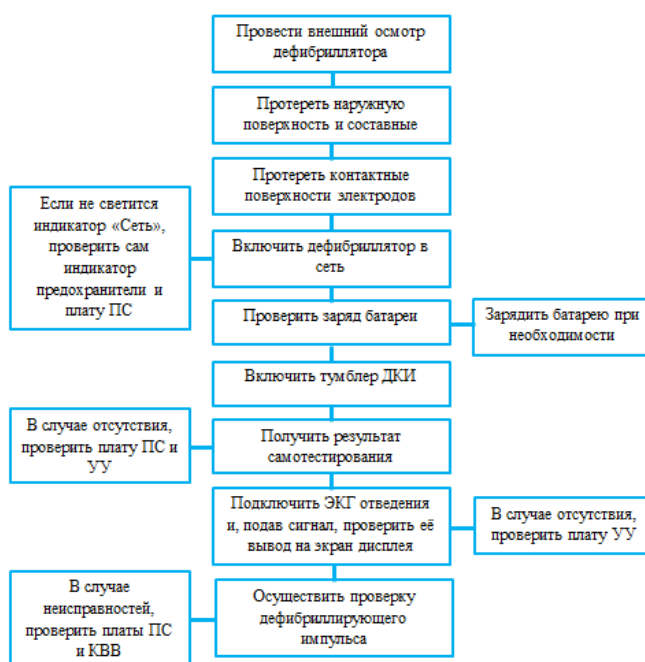 Провести внешний осмотр
дефибриллятора
Протереть наружную
поверхность и составные
Протереть контактные
поверхности электродов
Если не светится
индикатор «Сеть»,
проверить сам
индикатор
предохранители и
плату ПС
Включить дефибриллятор в
сеть
Проверить заряд батареи
Зарядить батарею при
необходимости
Включить тумблер ДКИ
В случае отсутствия,
проверить плату ПС и
УУ
Получить результат
самотестирования
Подключить ЭКГ отведения
и, подав сигнал, проверить её
вывод на экран дисплея
В случае отсутствия,
проверить плату УУ
В случае
неисправностей,
проверить платы ПС
и КВВ
Осуществить проверку
дефибриллирующего
импульса